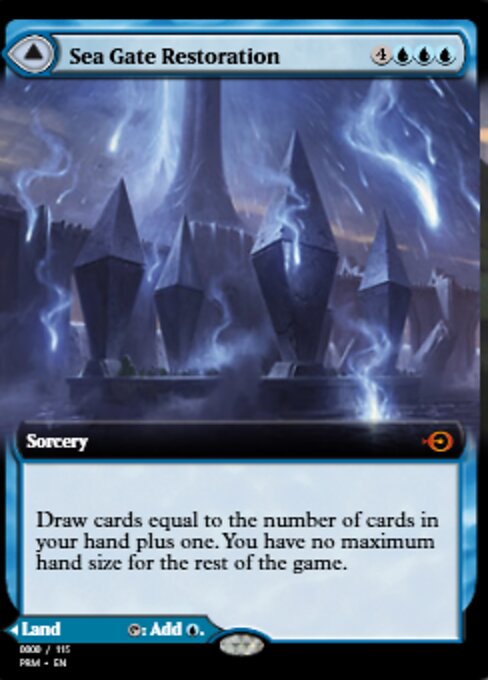 Sea Gate Restoration 4
Sorcery
Draw cards equal to the number of cards in
your hand plus one. You have no maximum
hand size for the rest of the game.
Land : Add .
0000 / 115
PRM • EN